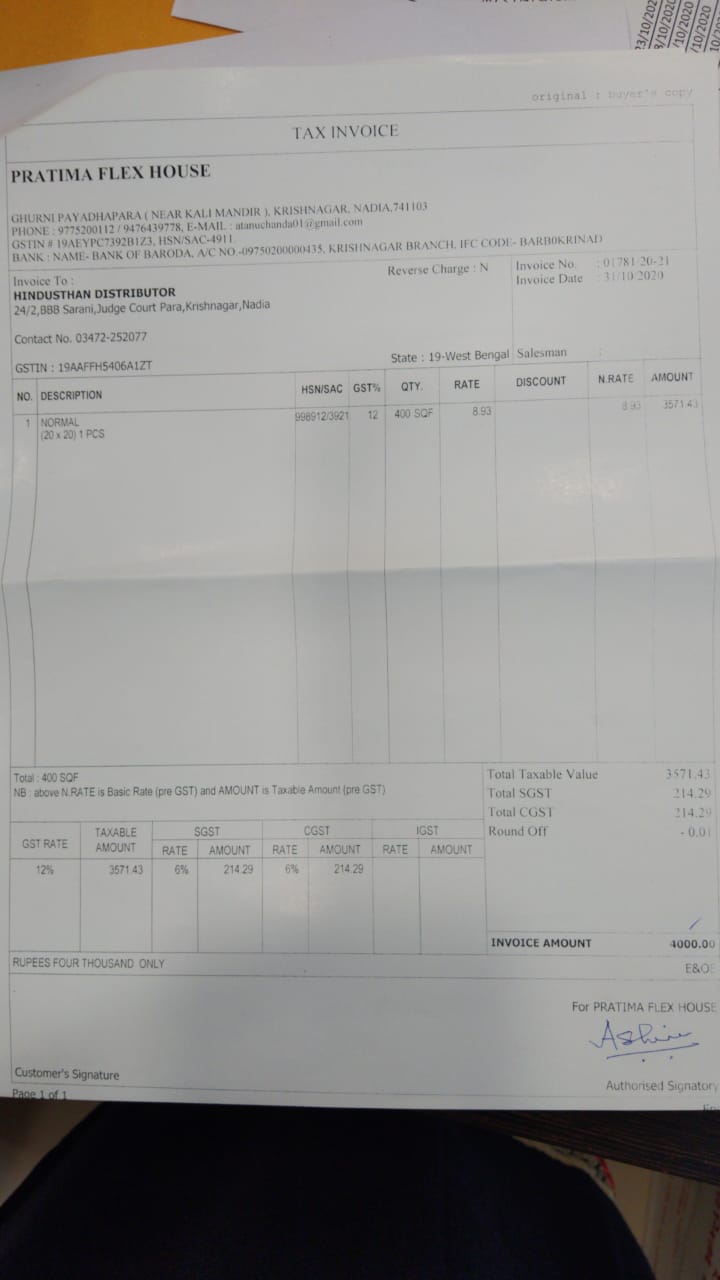 23/10/202
/10/2020
/10/2020
/10/2020
original : buyer's copy
TAX INVOICE
PRATIMA FLEX HOUSE
GHURNI PAYADHAPARA ( NEAR KALI MANDIR ), KRISHNAGAR, NADIA,741103
PHONE : 9775200112 / 9476439778, E-MAIL : atanuchanda01@gmail.com
GSTIN # 19AEYPC7392B1Z3, HSN/SAC-4911
BANK : NAME- BANK OF BARODA, A/C NO.-09750200000435, KRISHNAGAR BRANCH, IFC CODE:- BARB0KRINAD
Invoice To : Reverse Charge : N Invoice No. : 01781/20-21
HINDUSTHAN DISTRIBUTOR Invoice Date : 31/10/2020
24/2,BBB Sarani,Judge Court Para,Krishnagar,Nadia
Contact No. 03472-252077
GSTIN : 19AAFFH5406A1ZT State : 19-West Bengal Salesman :
NO. DESCRIPTION HSN/SAC GST% QTY. RATE DISCOUNT N.RATE AMOUNT
1 NORMAL 998912/3921 12 400 SQF 8.93 8.93 3571.43
(20 x 20) 1 PCS
Total : 400 SQF Total Taxable Value 3571.43
NB : above N.RATE is Basic Rate (pre GST) and AMOUNT is Taxable Amount (pre GST) Total SGST 214.29
Total CGST 214.29
Round Off - 0.01
GST RATE TAXABLE AMOUNT SGST CGST IGST
RATE AMOUNT RATE AMOUNT RATE AMOUNT
12% 3571.43 6% 214.29 6% 214.29
INVOICE AMOUNT 4000.00
RUPEES FOUR THOUSAND ONLY E&OE
For PRATIMA FLEX HOUSE
Customer's Signature Authorised Signatory
Page 1 of 1